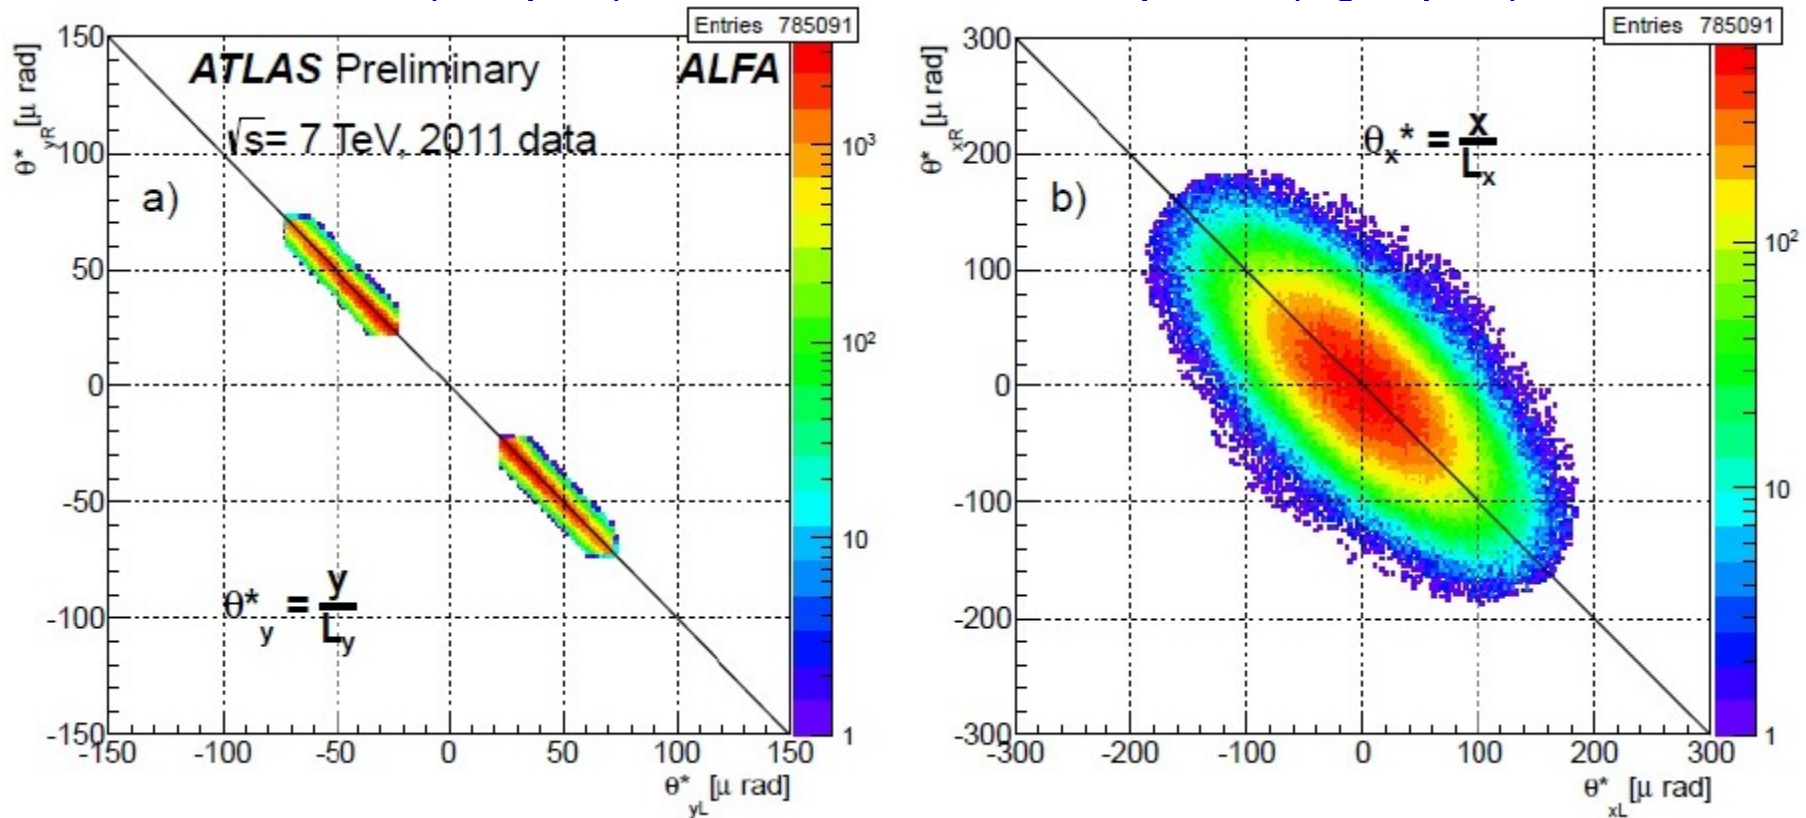 Entries 785091
ATLAS Preliminary ALFA
√s= 7 TeV, 2011 data
a)
θ*y = y/Ly
150
100
50
0
-50
-100
-150
θ*yR [μ rad]
-150 -100 -50 0 50 100 150
θ*yL [μ rad]
10³
10²
10
1
Entries 785091
θx* = x/Lx
b)
300
200
100
0
-100
-200
-300
θ*xR [μ rad]
-300 -200 -100 0 100 200 300
θ*xL [μ rad]
10²
10
1